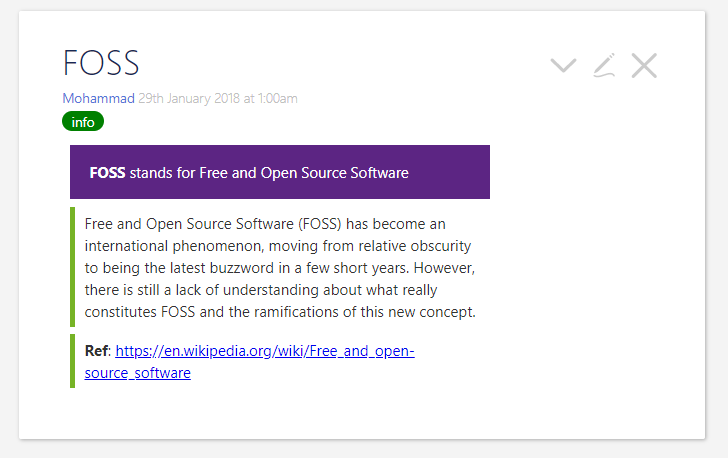 FOSS
Mohammad 29th January 2018 at 1:00am
info
FOSS stands for Free and Open Source Software
Free and Open Source Software (FOSS) has become an
international phenomenon, moving from relative obscurity
to being the latest buzzword in a few short years. However,
there is still a lack of understanding about what really
constitutes FOSS and the ramifications of this new concept.
Ref: https://en.wikipedia.org/wiki/Free_and_open-
source_software